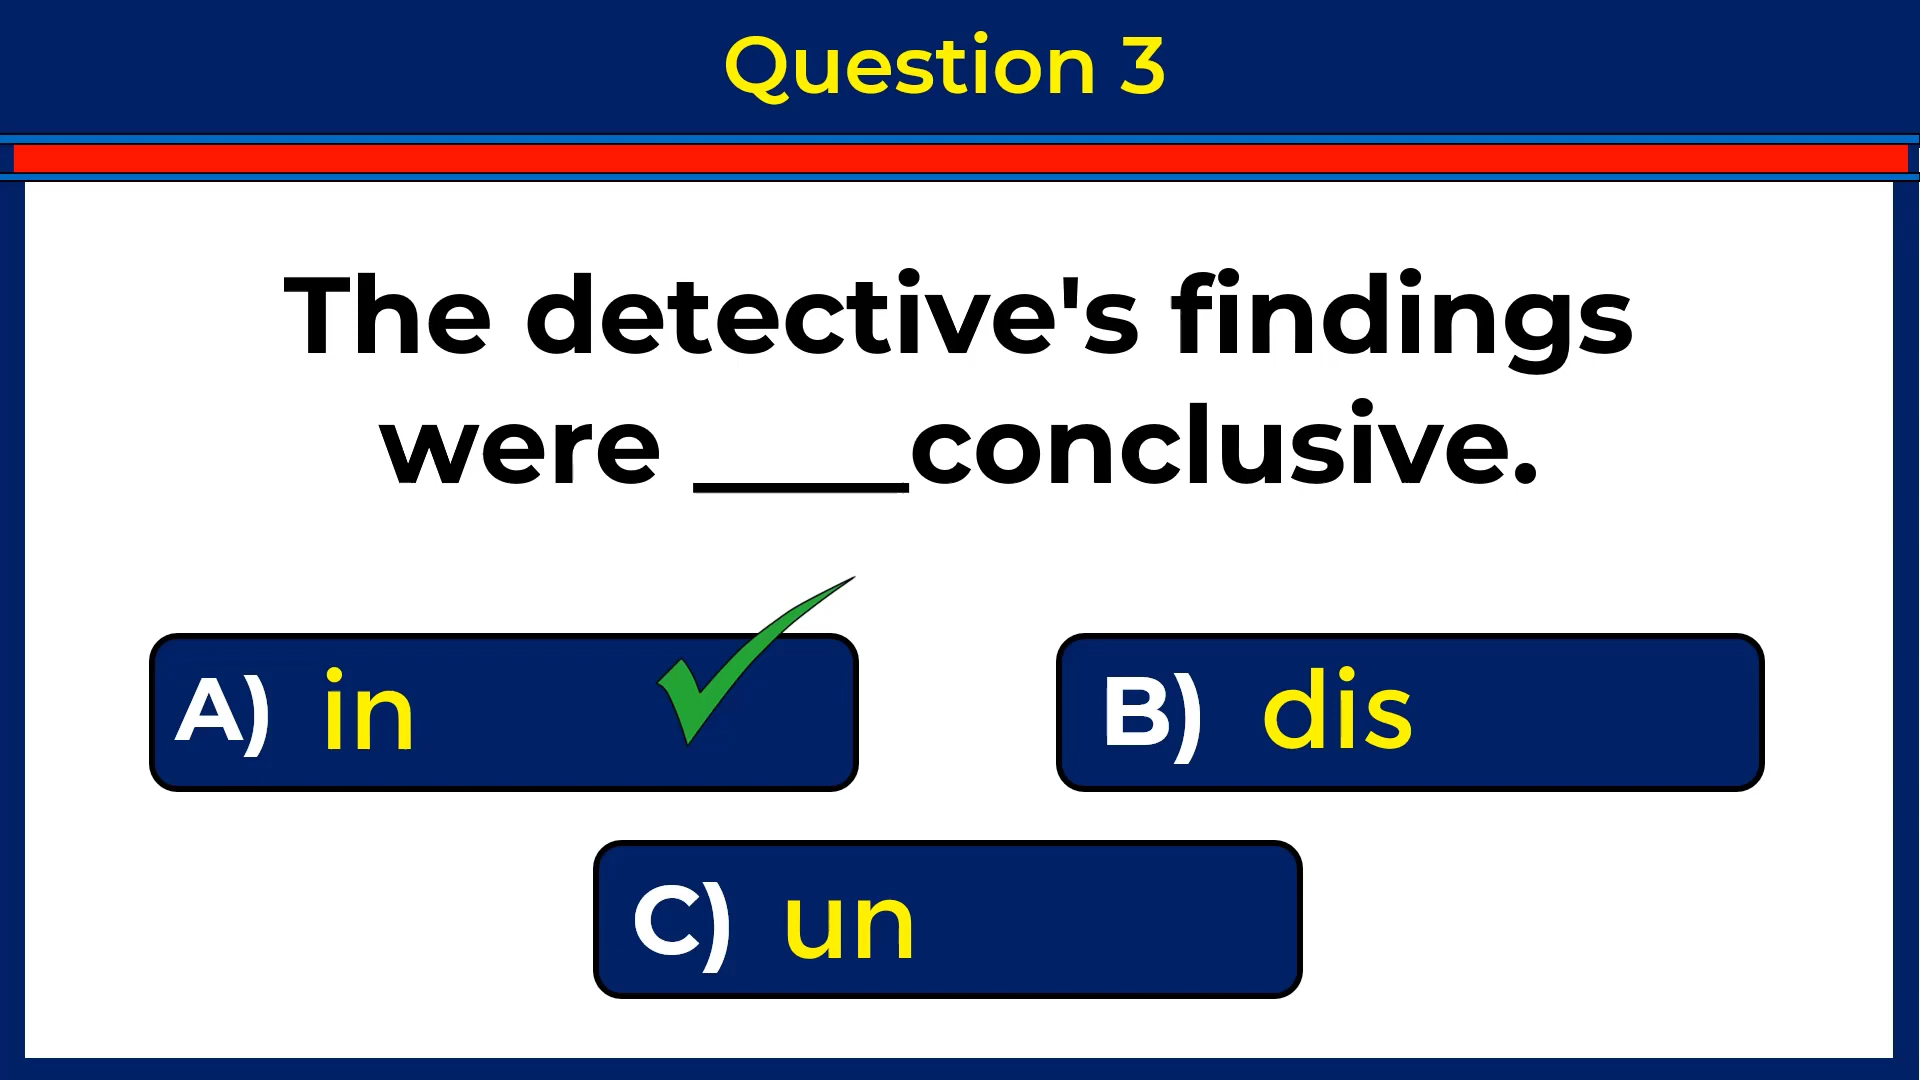 Question 3
The detective's findings
were ____conclusive.
A) in
B) dis
C) un